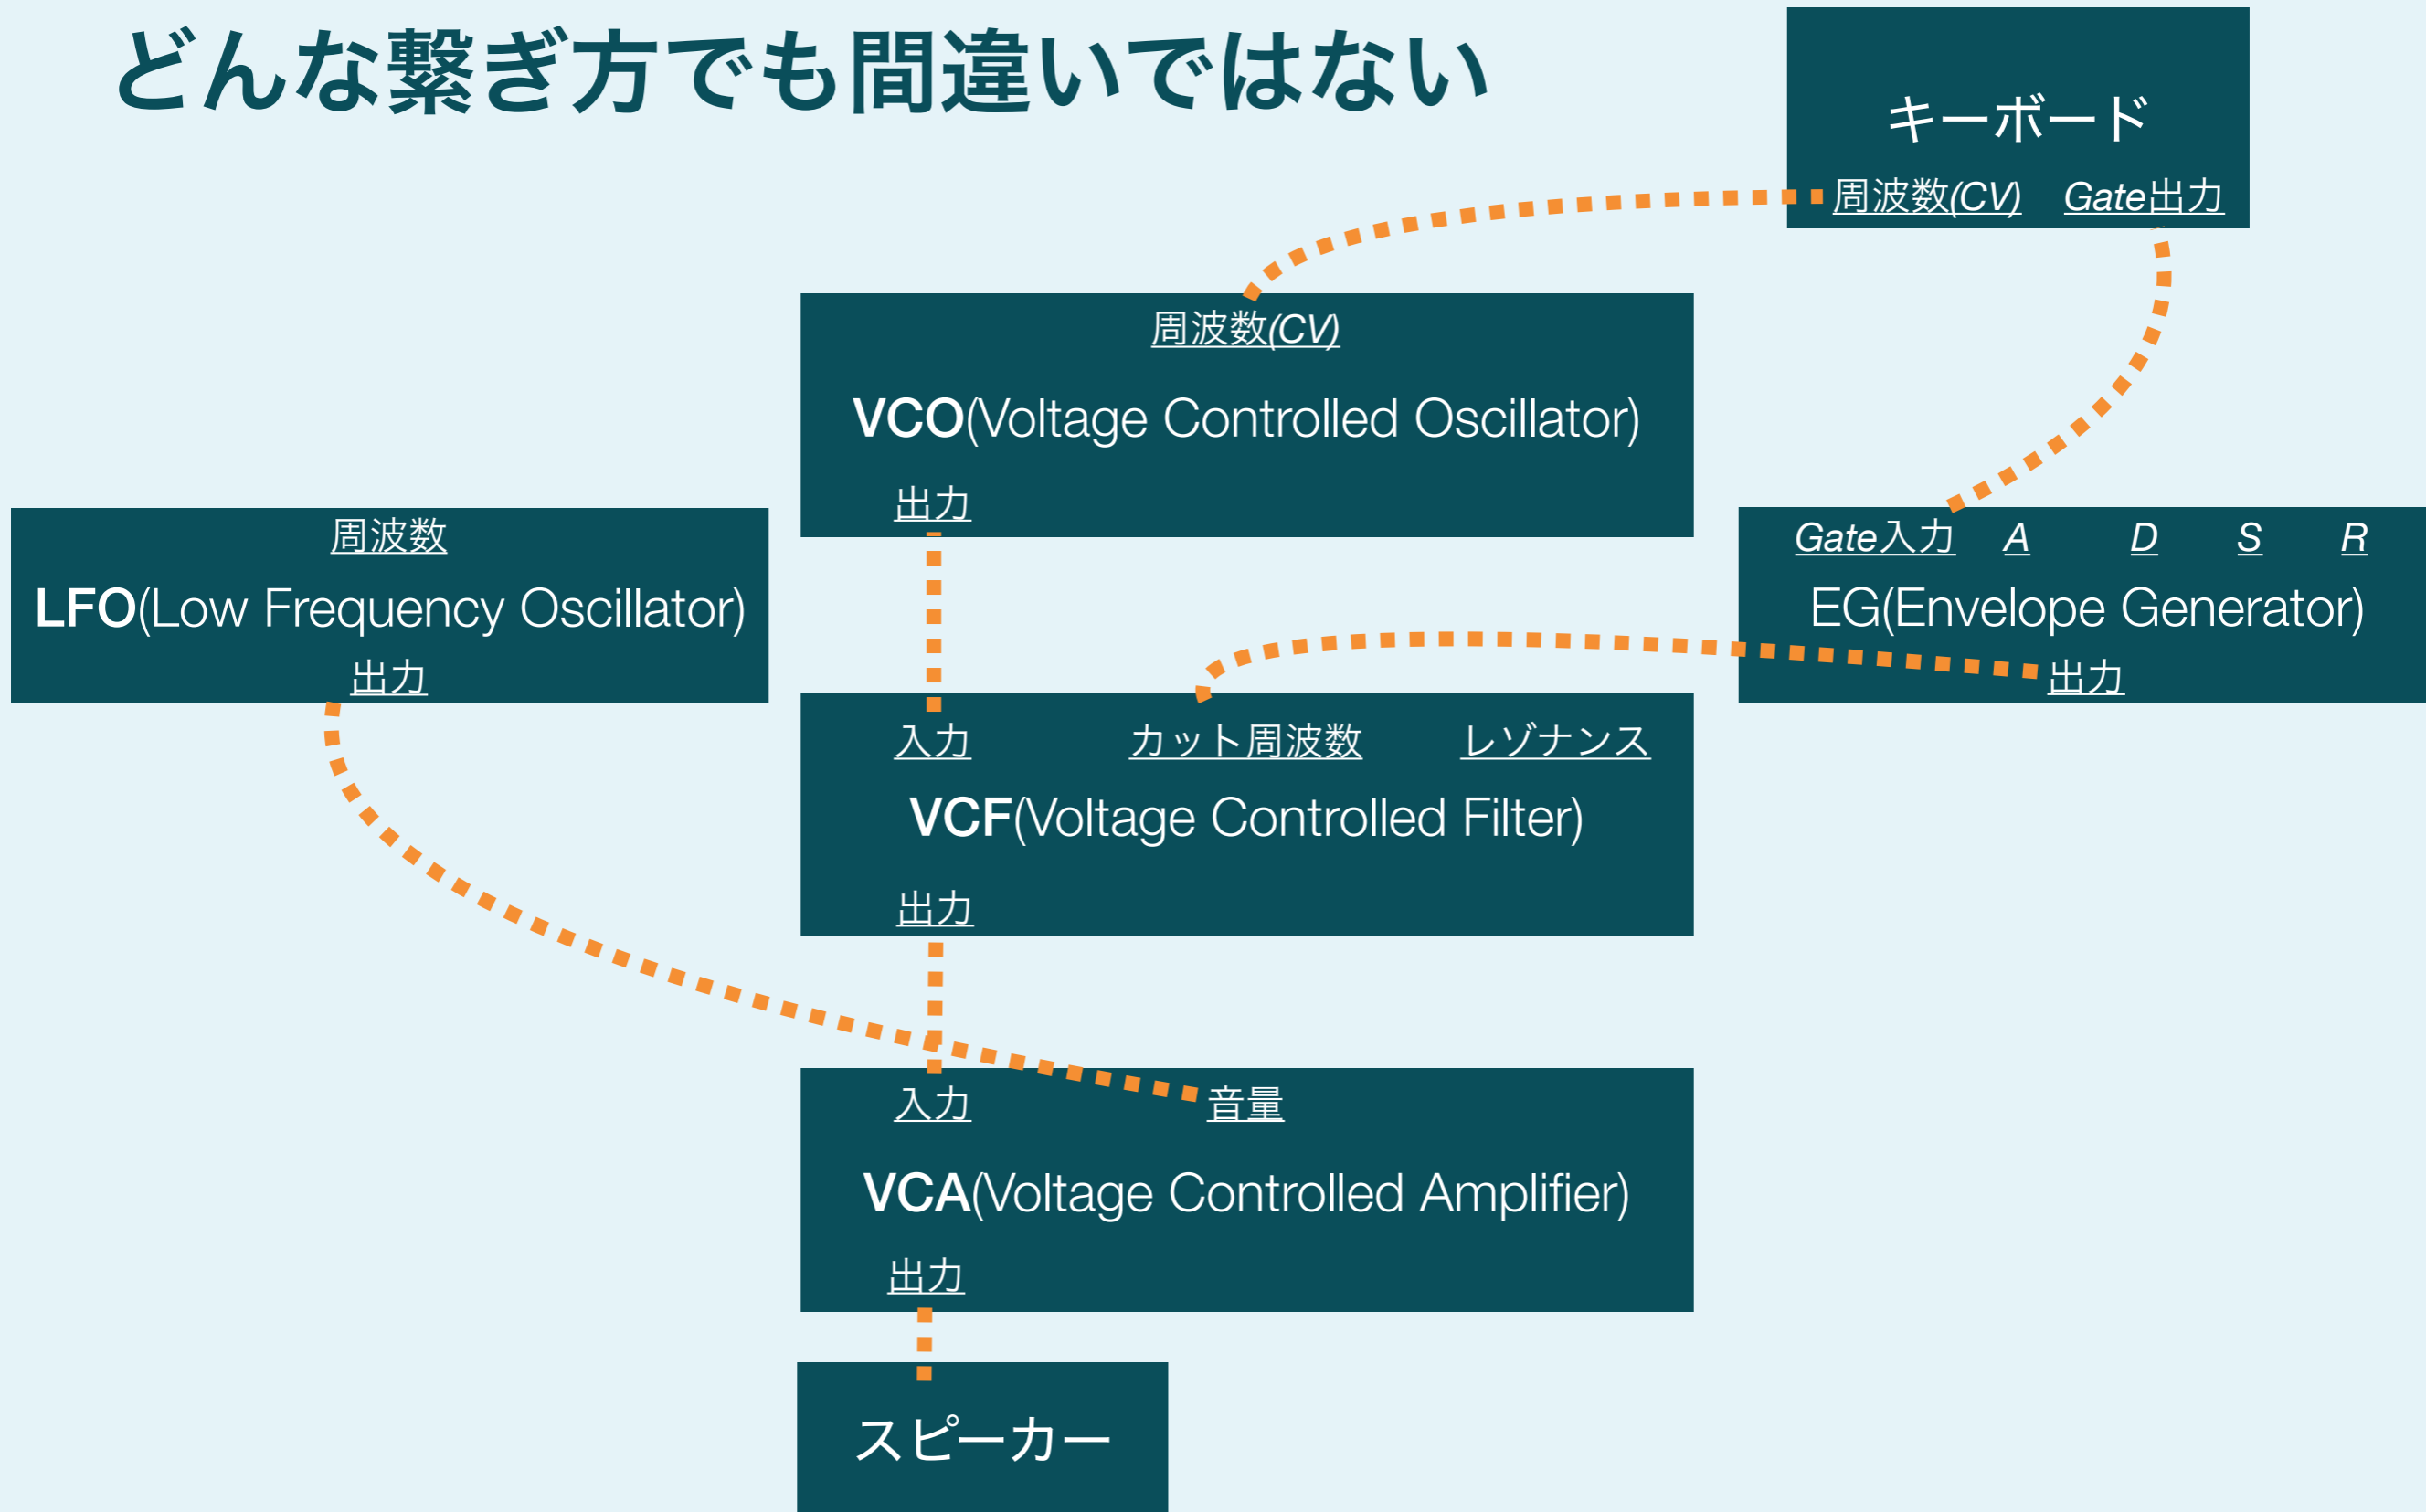 どんな繋ぎ方でも間違いではない
キーボード
周波数(CV) Gate出力
周波数(CV)
VCO(Voltage Controlled Oscillator)
出力
周波数
LFO(Low Frequency Oscillator)
出力
Gate入力 A D S R
EG(Envelope Generator)
出力
入力 カット周波数 レゾナンス
VCF(Voltage Controlled Filter)
出力
入力 音量
VCA(Voltage Controlled Amplifier)
出力
スピーカー